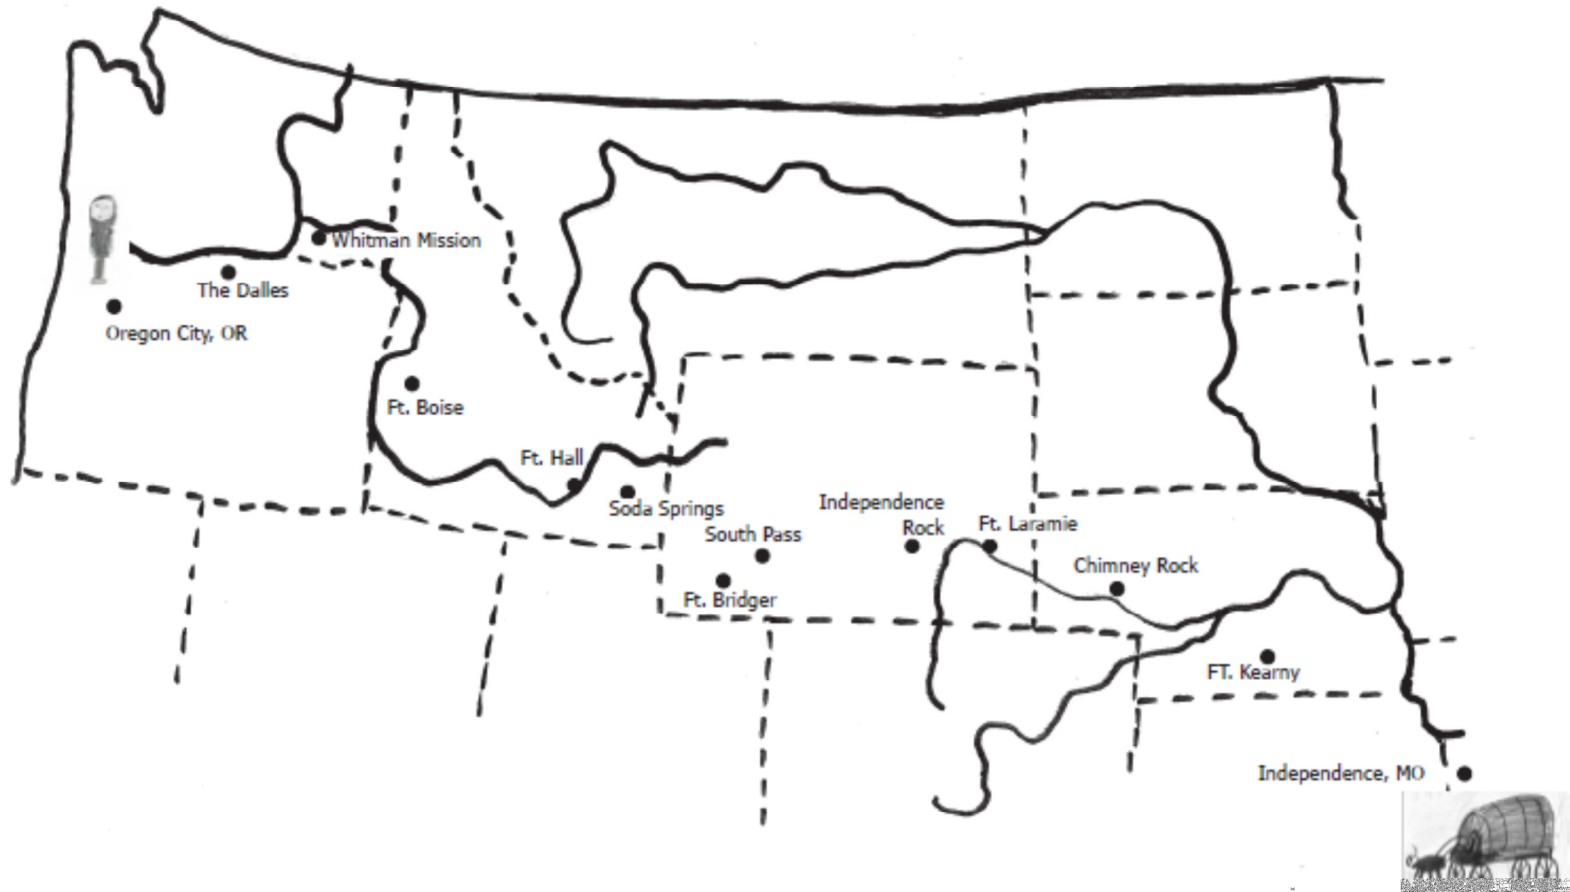 Whitman Mission
The Dalles
Oregon City, OR
Ft. Boise
Ft. Hall
Soda Springs
South Pass
Ft. Bridger
Independence
Rock
Ft. Laramie
Chimney Rock
FT. Kearny
Independence, MO